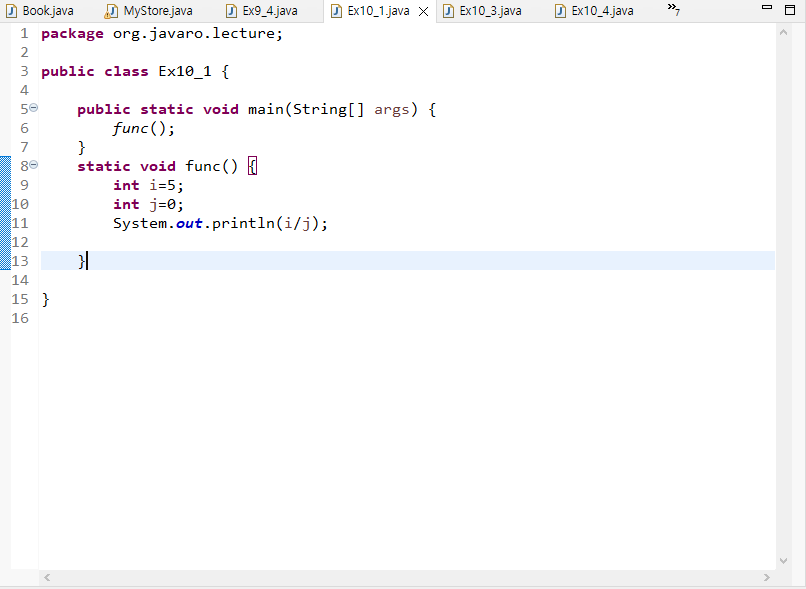 Book.java MyStore.java Ex9_4.java Ex10_1.java Ex10_3.java Ex10_4.java »7
1 package org.javaro.lecture;
2
3 public class Ex10_1 {
4
5 public static void main(String[] args) {
6 func();
7 }
8 static void func() {
9 int i=5;
10 int j=0;
11 System.out.println(i/j);
12
13 }
14
15 }
16